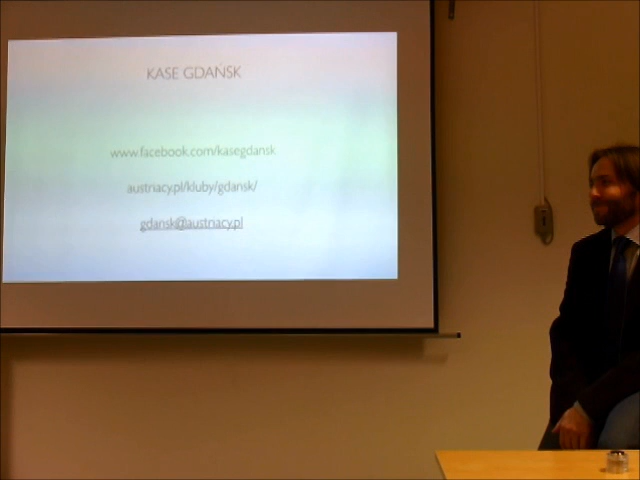 KASE GDAŃSK
www.facebook.com/kasegdansk
austriacy.pl/kluby/gdansk/
gdansk@austriacy.pl